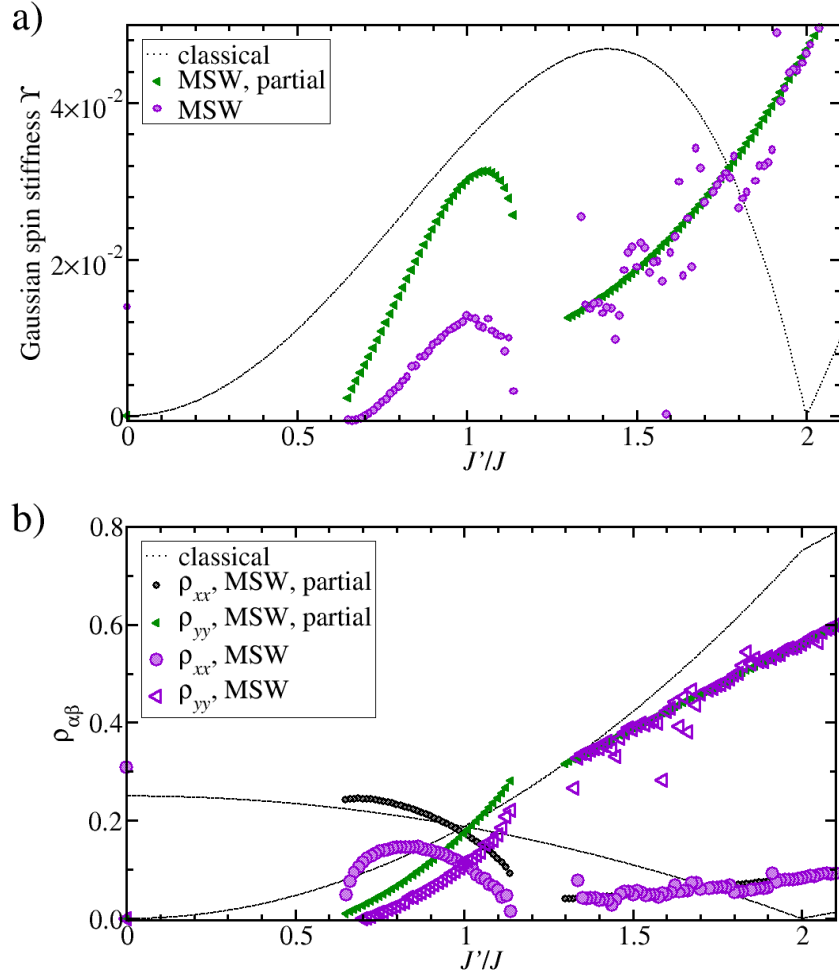 a)
Gaussian spin stiffness ϒ
4×10⁻²
2×10⁻²
0
classical
MSW, partial
MSW
0
0.5
1
1.5
2
J'/J
b)
ραβ
0.8
0.6
0.4
0.2
0.0
classical
ρxx, MSW, partial
ρyy, MSW, partial
ρxx, MSW
ρyy, MSW
0
0.5
1
1.5
2
J'/J